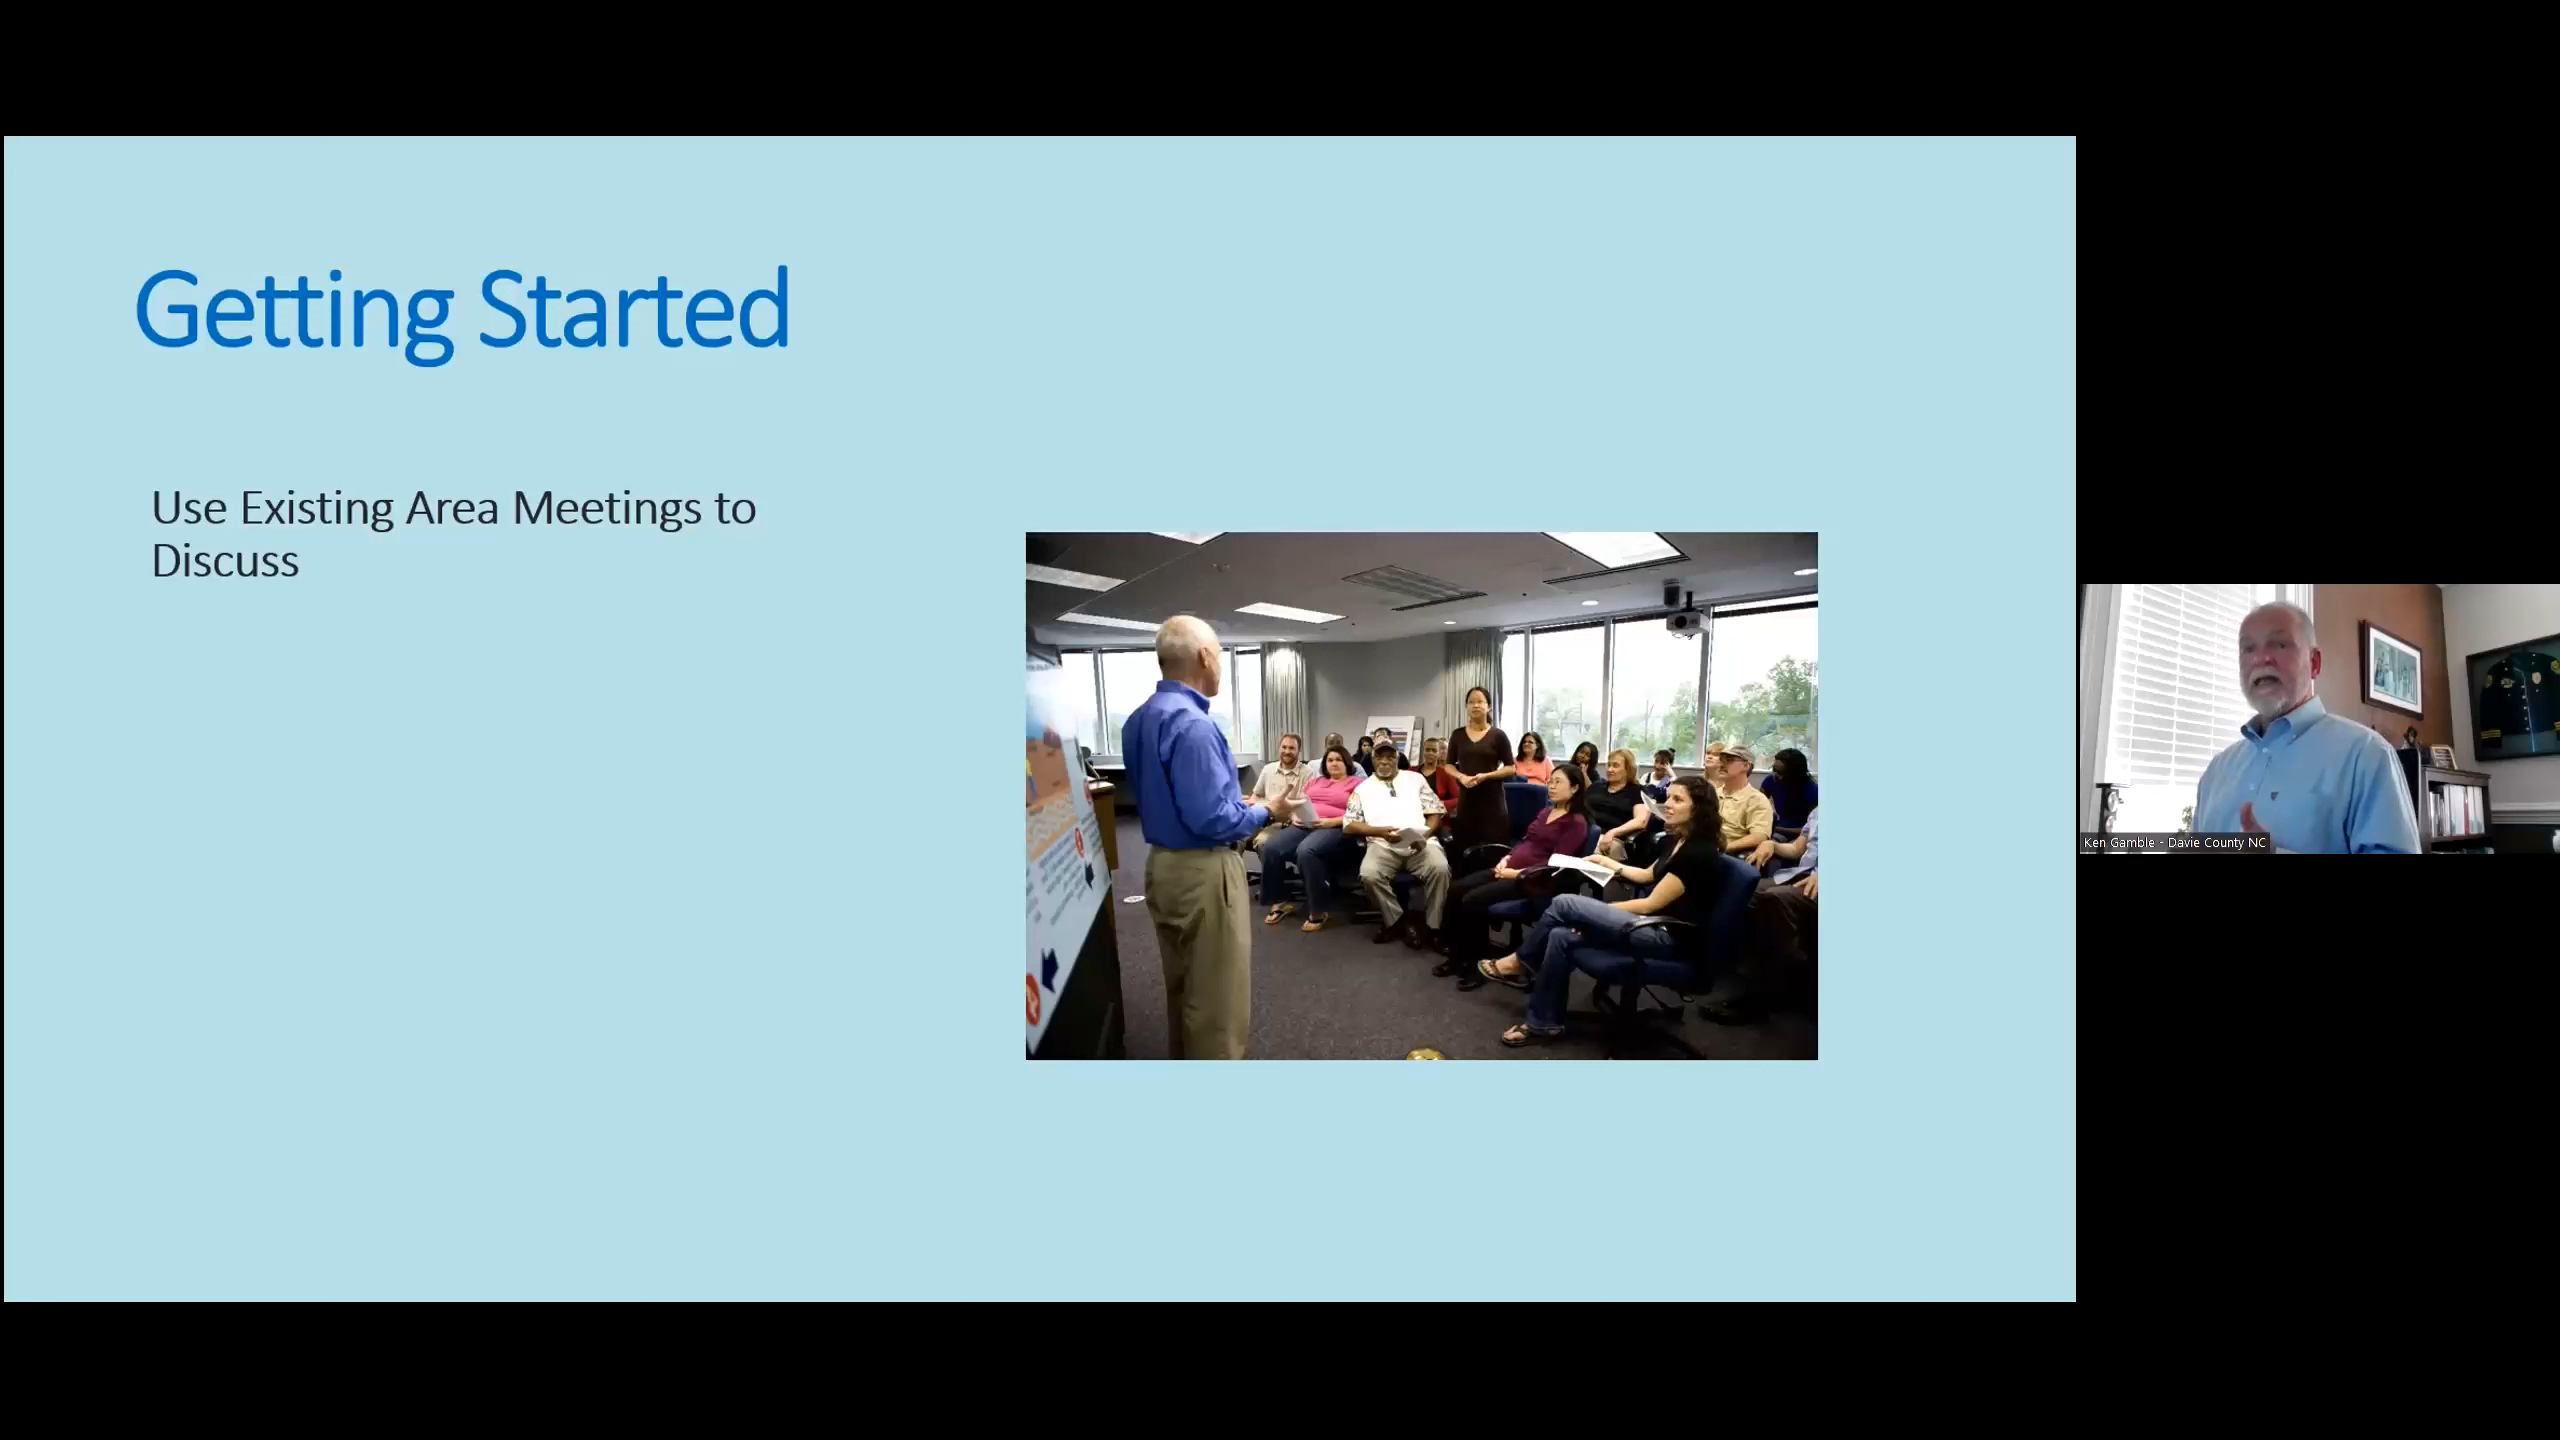 Getting Started
Use Existing Area Meetings to
Discuss
Ken Gamble - Davie County NC